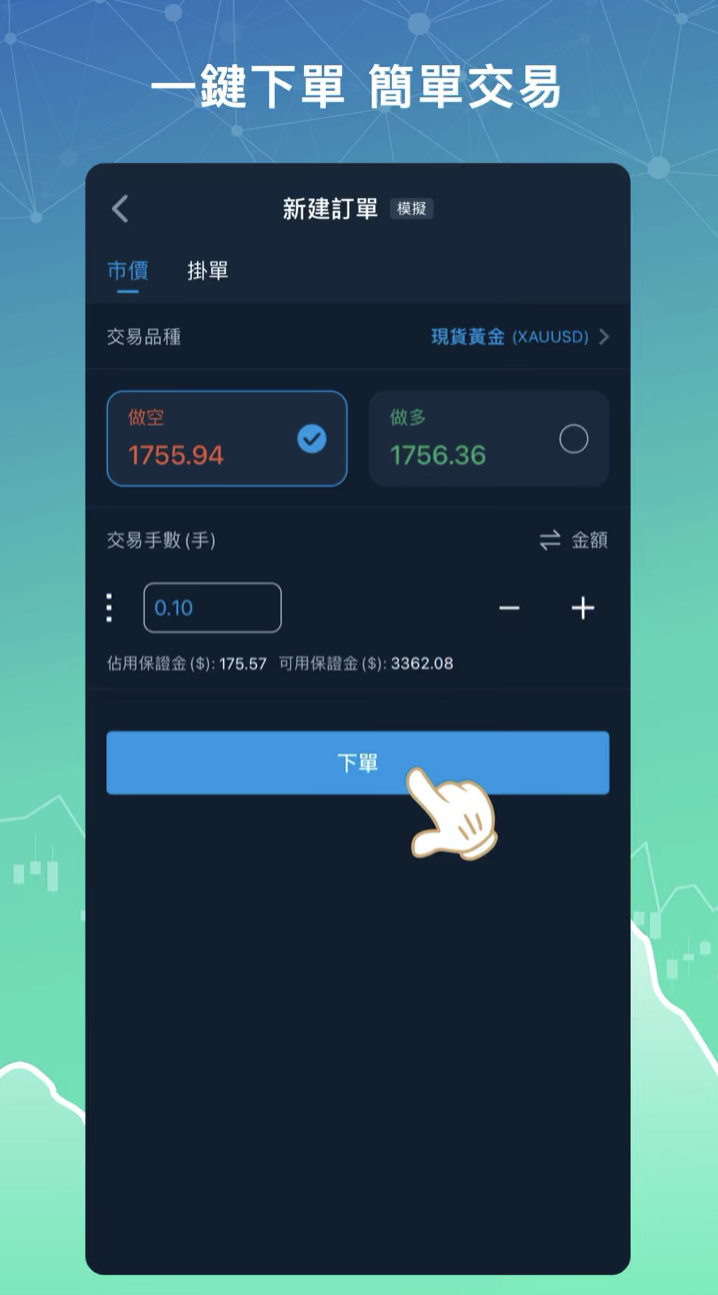 一鍵下單 簡單交易
新建訂單 模擬
市價 掛單
交易品種 現貨黃金 (XAUUSD)
做空 做多
1755.94 1756.36
交易手數 (手) 金額
0.10
佔用保證金 ($): 175.57 可用保證金 ($): 3362.08
下單